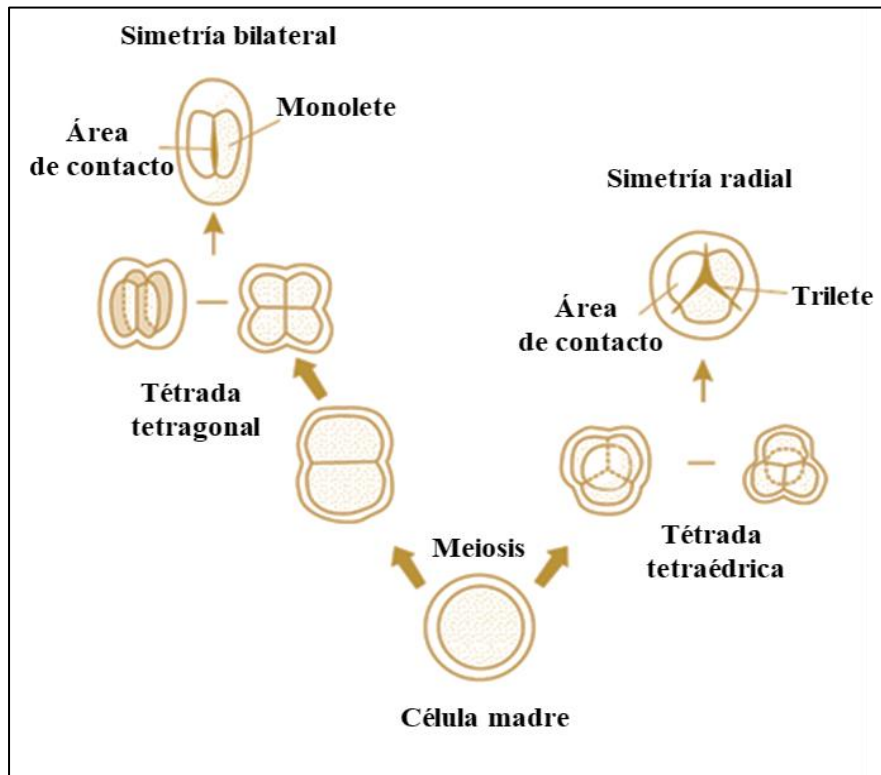 Simetría bilateral
Monolete
Área
de contacto
Simetría radial
Trilete
Área
de contacto
Tétrada
tetragonal
Meiosis
Tétrada
tetraédrica
Célula madre